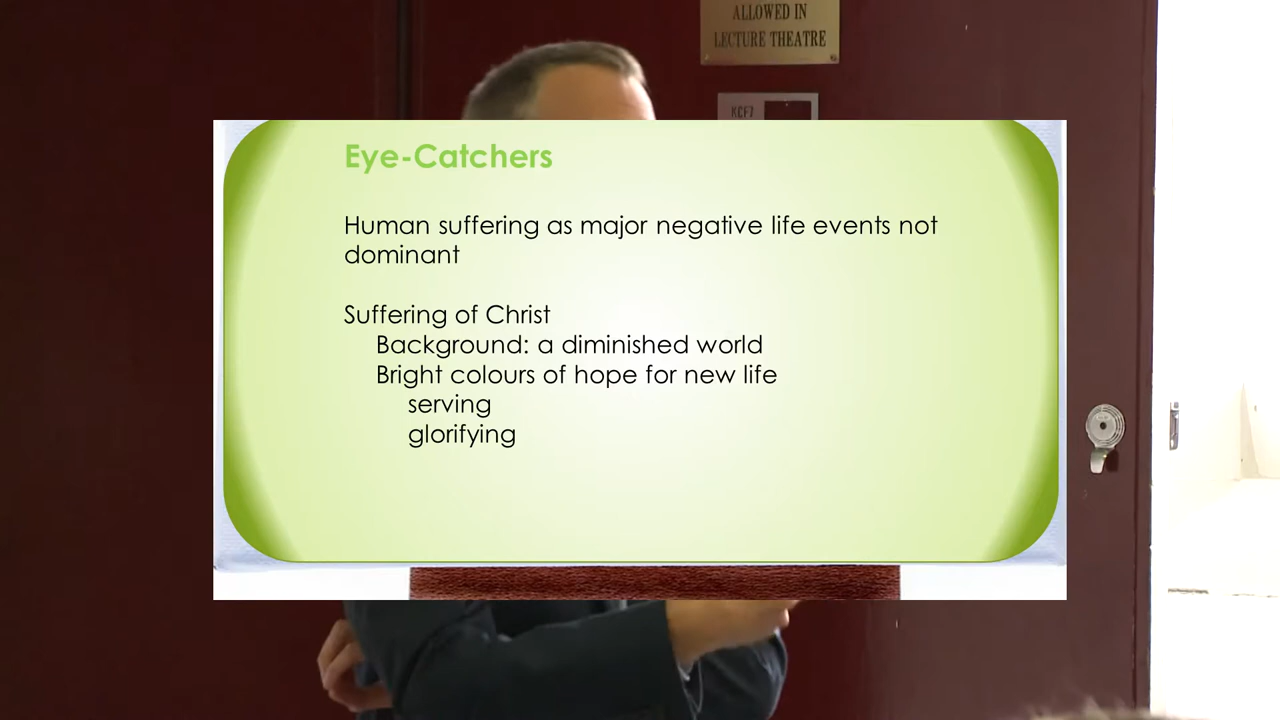 ALLOWED IN
LECTURE THEATRE
KCF7
Eye-Catchers
Human suffering as major negative life events not
dominant
Suffering of Christ
Background: a diminished world
Bright colours of hope for new life
serving
glorifying